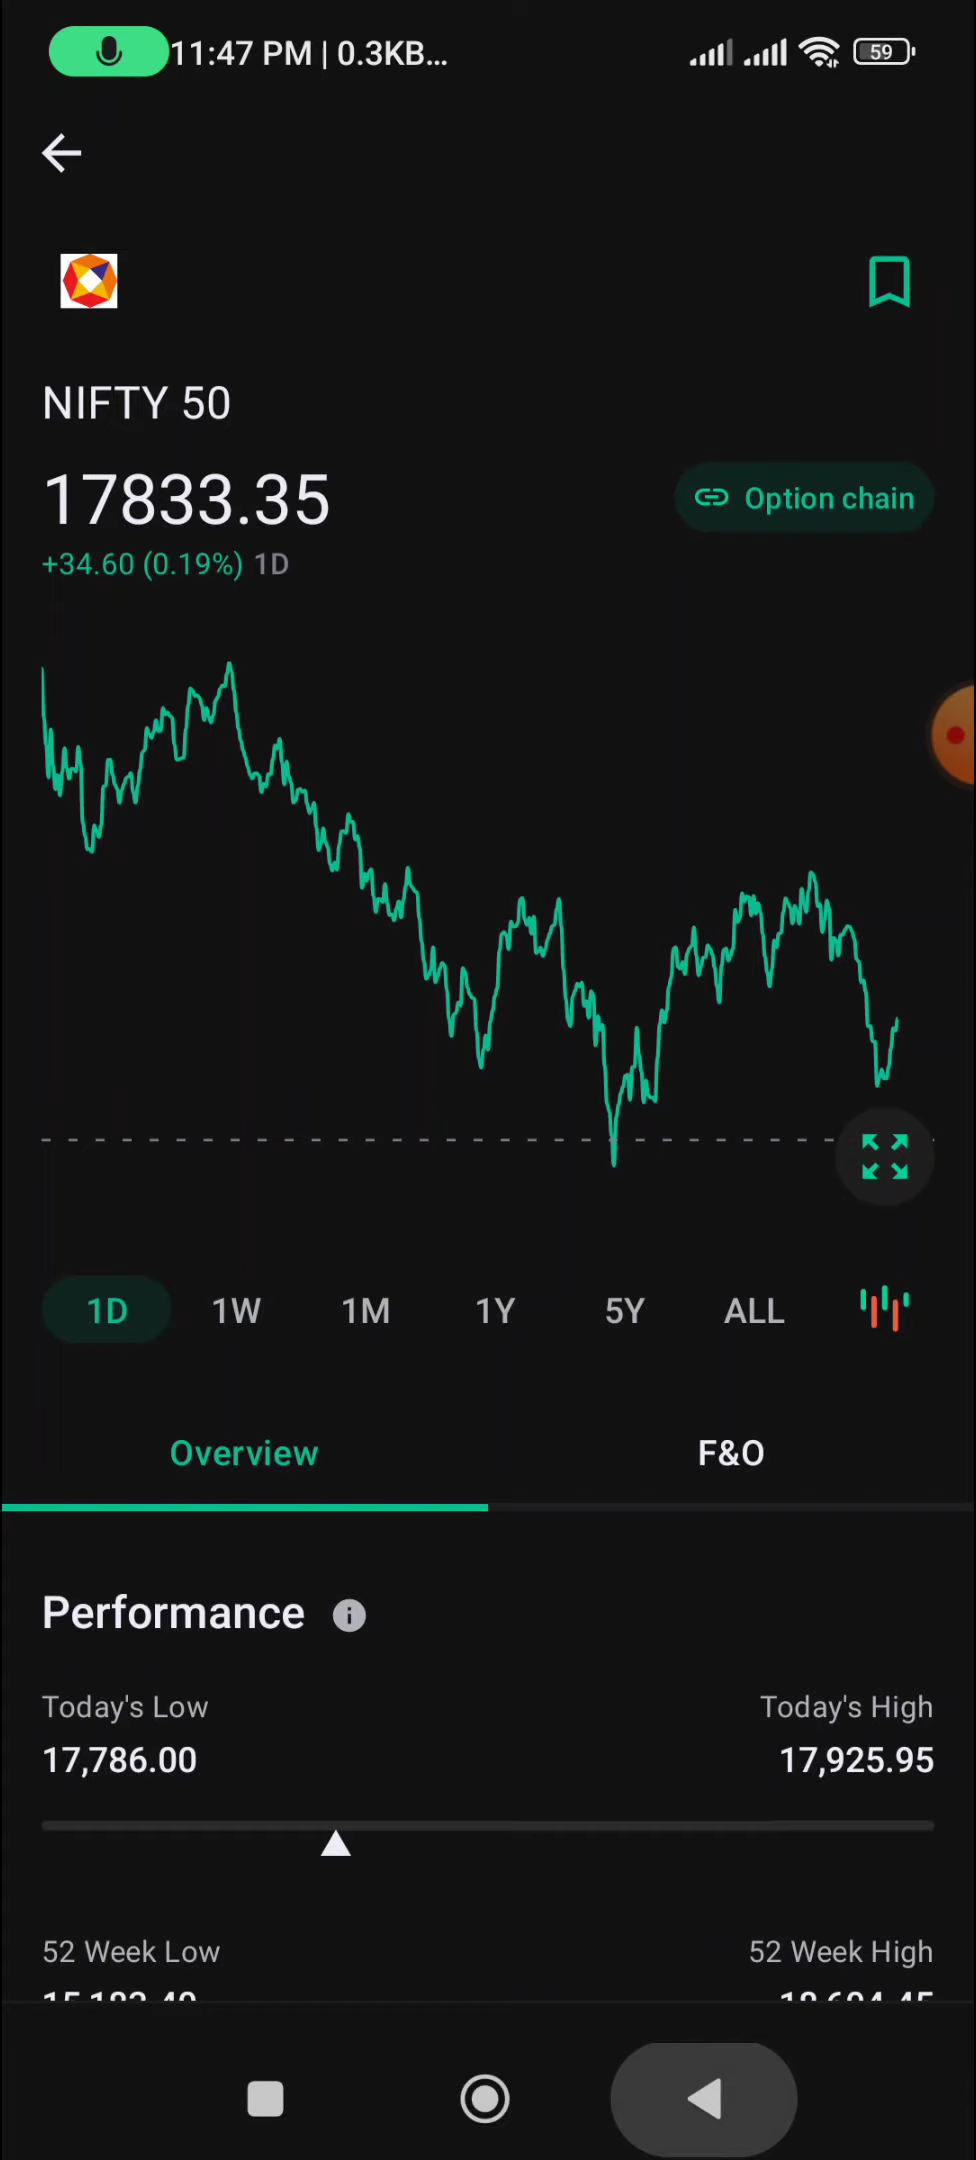 11:47 PM | 0.3KB...
59
NIFTY 50
17833.35
Option chain
+34.60 (0.19%) 1D
1D 1W 1M 1Y 5Y ALL
Overview F&O
Performance
Today's Low Today's High
17,786.00 17,925.95
52 Week Low 52 Week High